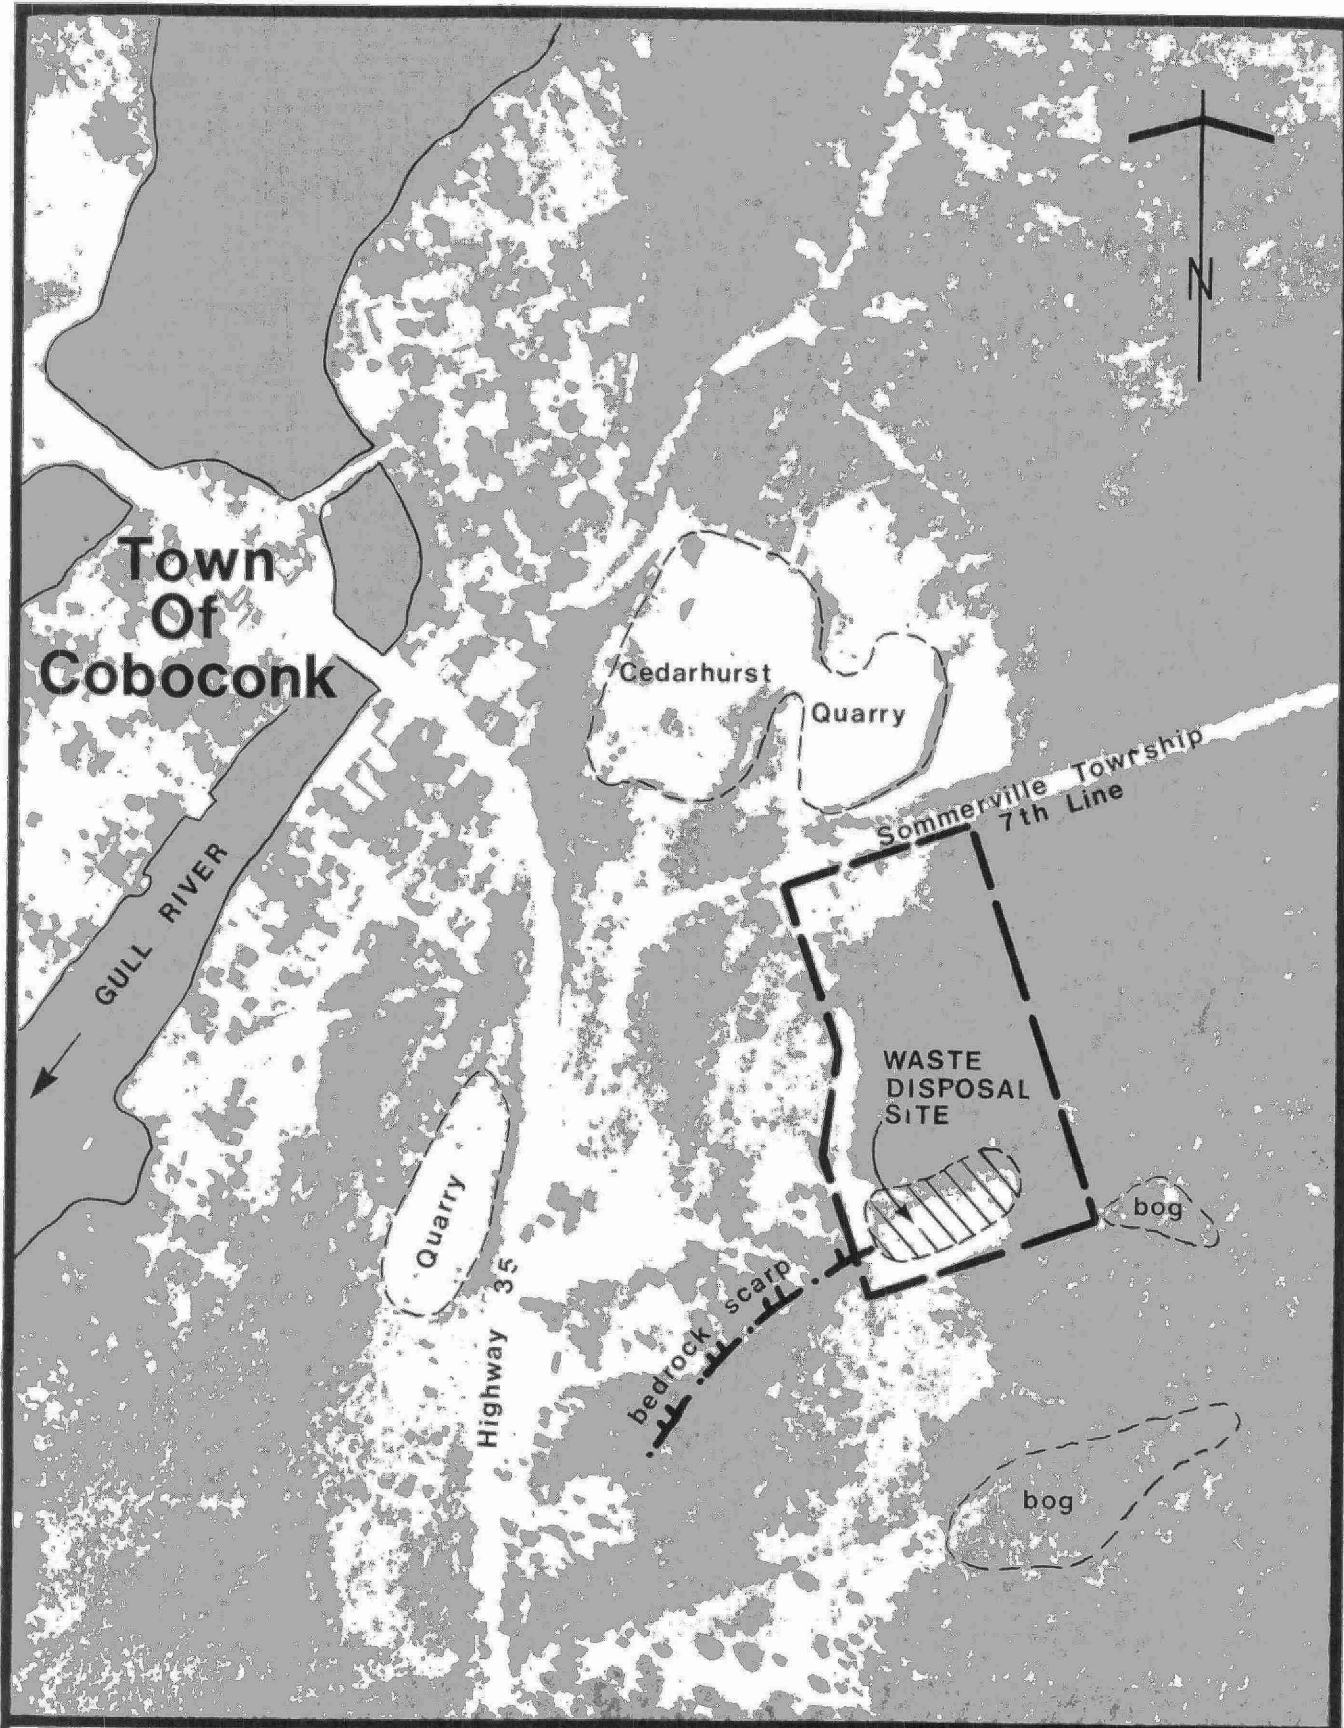 N
Town
Of
Coboconk
Cedarhurst
Quarry
Sommerville Township
7th Line
GULL RIVER
WASTE
DISPOSAL
SITE
bog
Quarry
Highway 35
bedrock scarp
bog